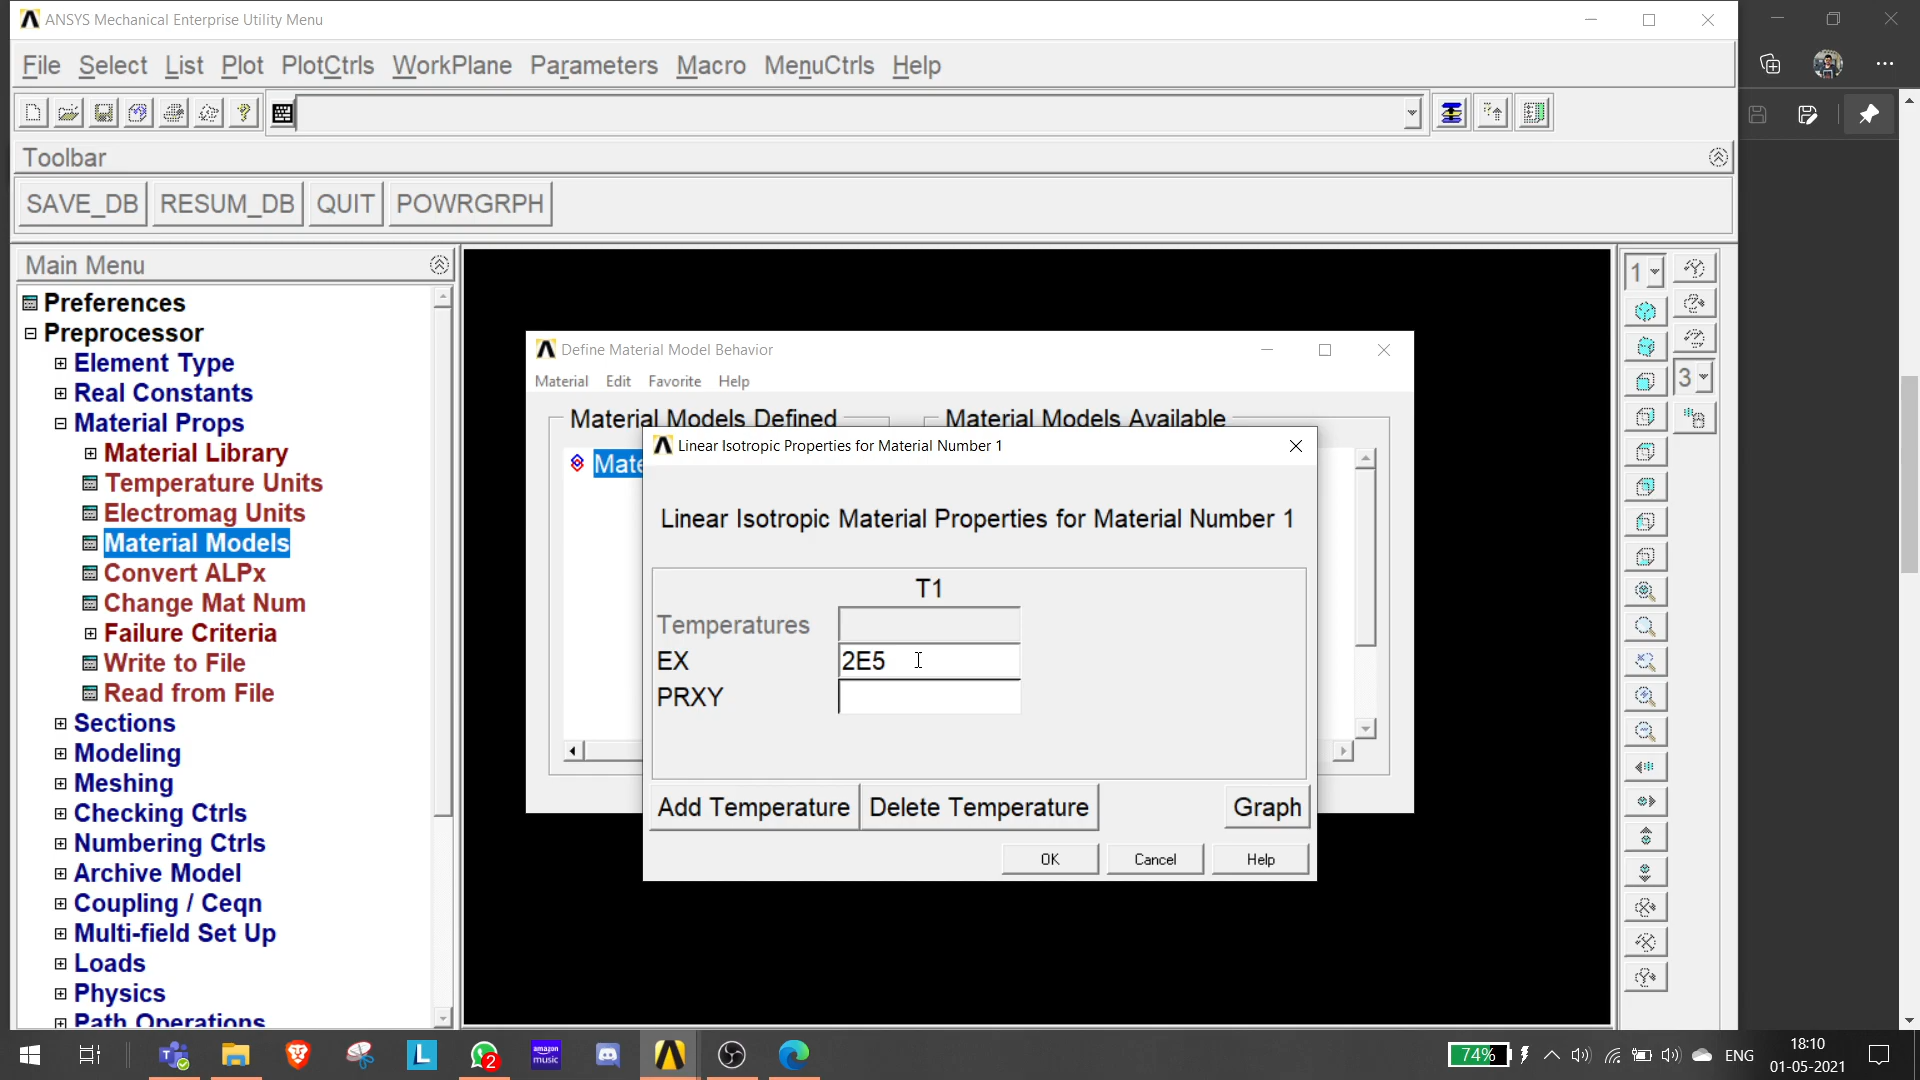 ANSYS Mechanical Enterprise Utility Menu
File Select List Plot PlotCtrls WorkPlane Parameters Macro MenuCtrls Help
Toolbar
SAVE_DB RESUM_DB QUIT POWRGRPH
Main Menu
Preferences
Preprocessor
Element Type
Real Constants
Material Props
Material Library
Temperature Units
Electromag Units
Material Models
Convert ALPx
Change Mat Num
Failure Criteria
Write to File
Read from File
Sections
Modeling
Meshing
Checking Ctrls
Numbering Ctrls
Archive Model
Coupling / Ceqn
Multi-field Set Up
Loads
Physics
Path Operations
Define Material Model Behavior
Material Edit Favorite Help
Material Models Defined
Material Models Available
Mate
Linear Isotropic Properties for Material Number 1
Linear Isotropic Material Properties for Material Number 1
T1
Temperatures
EX 2E5
PRXY
Add Temperature Delete Temperature Graph
OK Cancel Help
1
3
L
2
amazon music
74%
ENG
18:10
01-05-2021